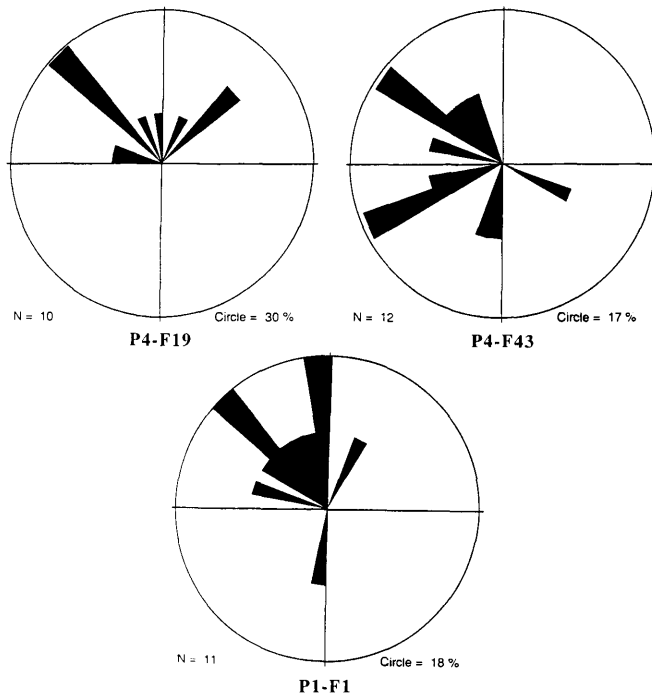 N = 10 Circle = 30 %
P4-F19
N = 12 Circle = 17 %
P4-F43
N = 11 Circle = 18 %
P1-F1